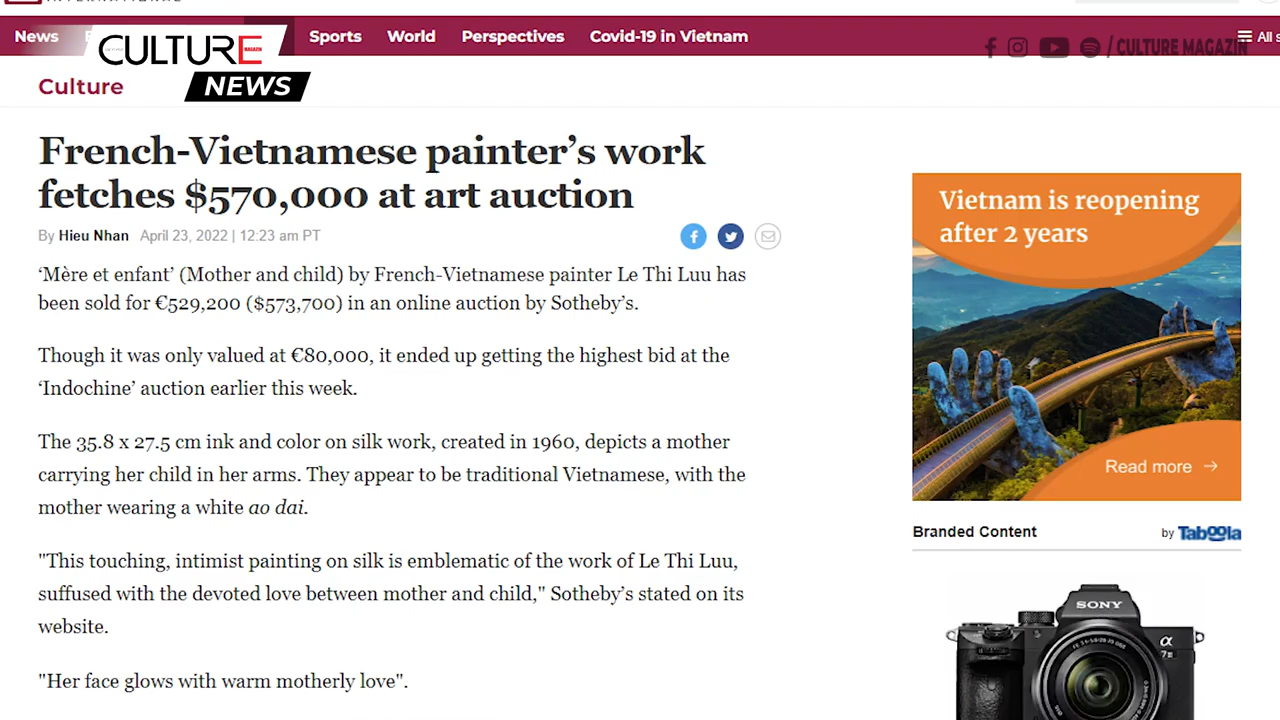 News
Sports
World
Perspectives
Covid-19 in Vietnam
All s
CULTURE
MAGAZIN
NEWS
/ CULTURE MAGAZIN
Culture
French-Vietnamese painter’s work
fetches $570,000 at art auction
By Hieu Nhan April 23, 2022 | 12:23 am PT
‘Mère et enfant’ (Mother and child) by French-Vietnamese painter Le Thi Luu has
been sold for €529,200 ($573,700) in an online auction by Sotheby’s.
Though it was only valued at €80,000, it ended up getting the highest bid at the
‘Indochine’ auction earlier this week.
The 35.8 x 27.5 cm ink and color on silk work, created in 1960, depicts a mother
carrying her child in her arms. They appear to be traditional Vietnamese, with the
mother wearing a white ao dai.
"This touching, intimist painting on silk is emblematic of the work of Le Thi Luu,
suffused with the devoted love between mother and child," Sotheby’s stated on its
website.
"Her face glows with warm motherly love".
Vietnam is reopening
after 2 years
Read more →
Branded Content
by Taboola
SONY
α
7III